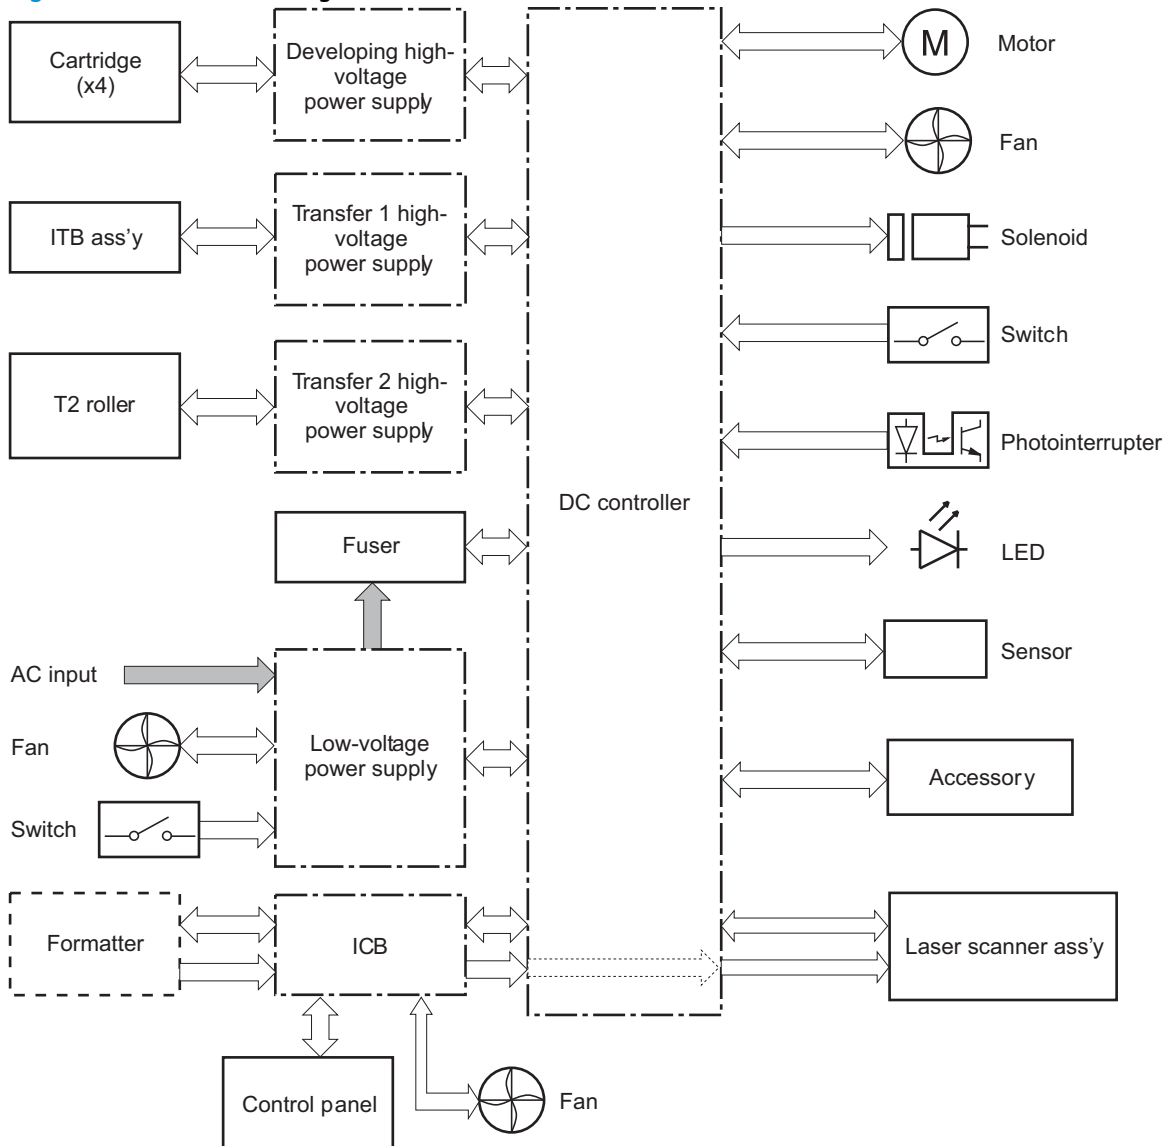 Cartridge
(x4)
Developing high-
voltage
power supply
M
Motor
Fan
ITB ass'y
Transfer 1 high-
voltage
power supply
Solenoid
Switch
T2 roller
Transfer 2 high-
voltage
power supply
Photointerrupter
DC controller
Fuser
LED
Sensor
AC input
Fan
Low-voltage
power supply
Accessory
Switch
Formatter
ICB
Laser scanner ass'y
Control panel
Fan